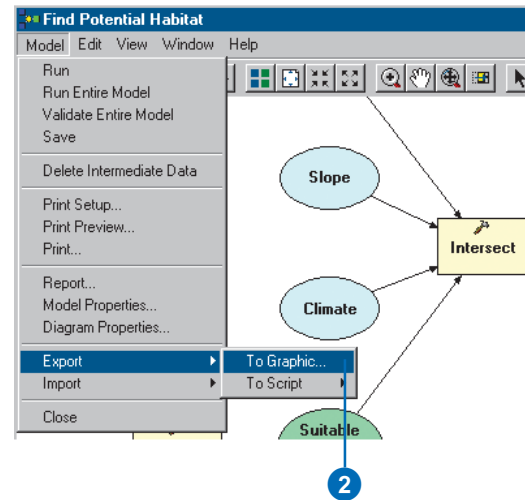 Find Potential Habitat
Model Edit View Window Help
Run
Run Entire Model
Validate Entire Model
Save
Delete Intermediate Data
Print Setup...
Print Preview...
Print...
Report...
Model Properties...
Diagram Properties...
Export
Import
Close
To Graphic...
To Script
Slope
Intersect
Climate
Suitable
2